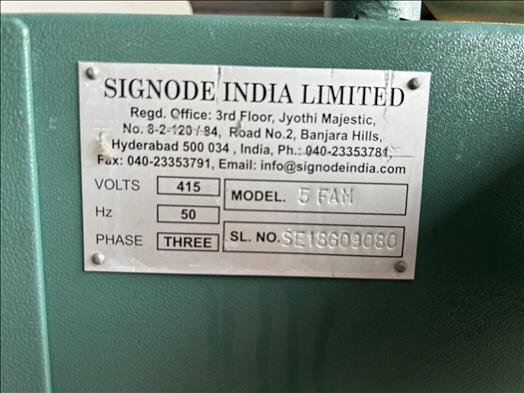 SIGNODE INDIA LIMITED
Regd. Office: 3rd Floor, Jyothi Majestic,
No. 8-2-120 / 84, Road No.2, Banjara Hills,
Hyderabad 500 034 , India, Ph.: 040-23353781,
Fax: 040-23353791, Email: info@signodeindia.com
VOLTS 415 MODEL. 5 FAM
Hz 50
PHASE THREE SL. NO. SE18G09080